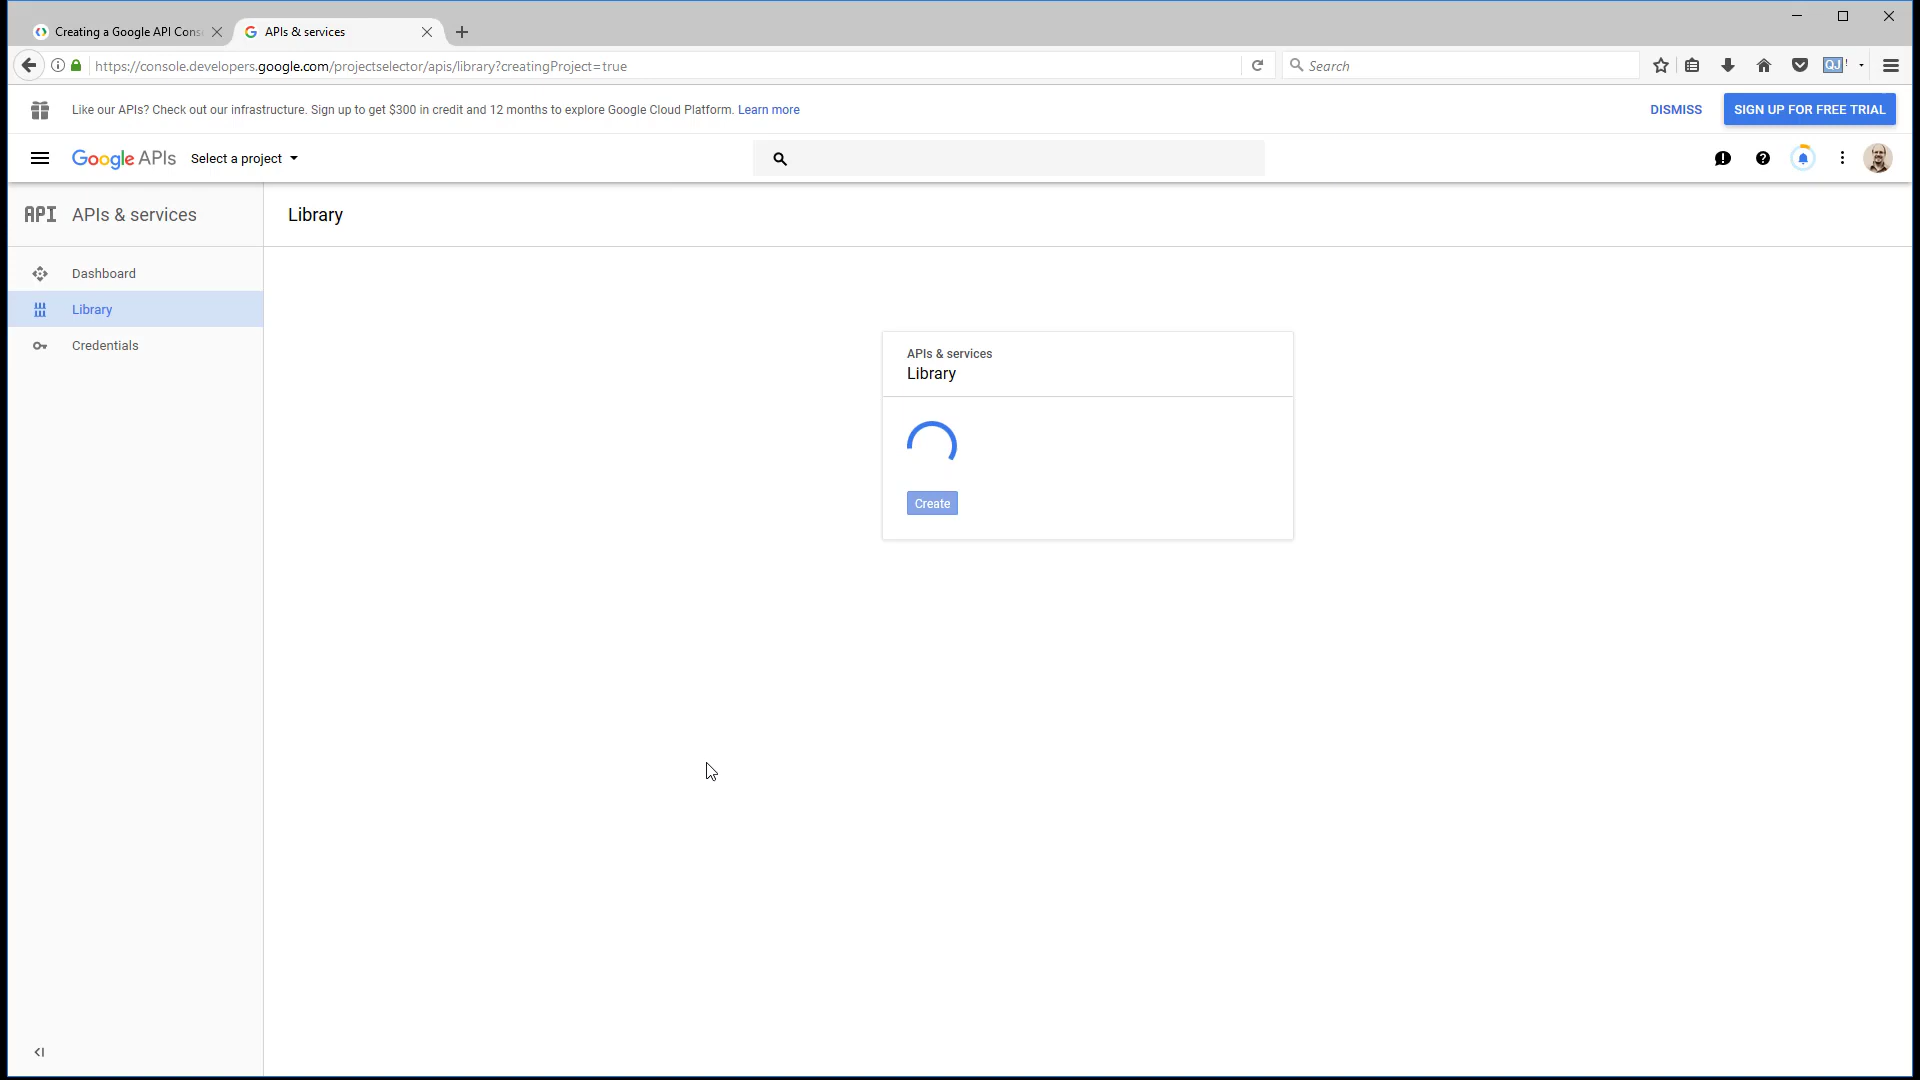 Creating a Google API Cons
APIs & services
https://console.developers.google.com/projectselector/apis/library?creatingProject=true
Search
QJ
Like our APIs? Check out our infrastructure. Sign up to get $300 in credit and 12 months to explore Google Cloud Platform. Learn more
DISMISS
SIGN UP FOR FREE TRIAL
Google APIs
Select a project
API
APIs & services
Library
Dashboard
Library
Credentials
APIs & services
Library
Create